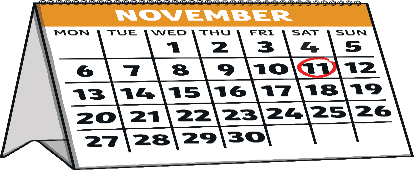 NOVEMBER
MON TUE WED THU FRI SAT SUN
1 2 3 4 5
6 7 8 9 10 11 12
13 14 15 16 17 18 19
20 21 22 23 24 25 26
27 28 29 30